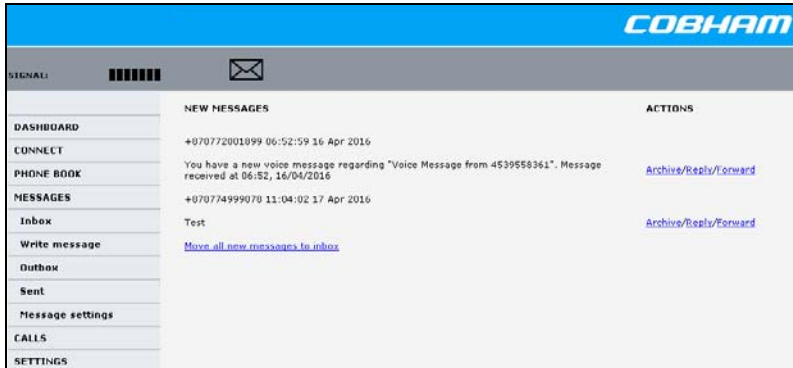 COBHAM
SIGNAL:
NEW MESSAGES
ACTIONS
DASHBOARD
CONNECT
PHONE BOOK
MESSAGES
Inbox
Write message
Outbox
Sent
Message settings
CALLS
SETTINGS
+870772001899 06:52:59 16 Apr 2016
You have a new voice message regarding "Voice Message from 4539558361". Message
received at 06:52, 16/04/2016
Archive/Reply/Forward
+870774999078 11:04:02 17 Apr 2016
Test
Archive/Reply/Forward
Move all new messages to inbox